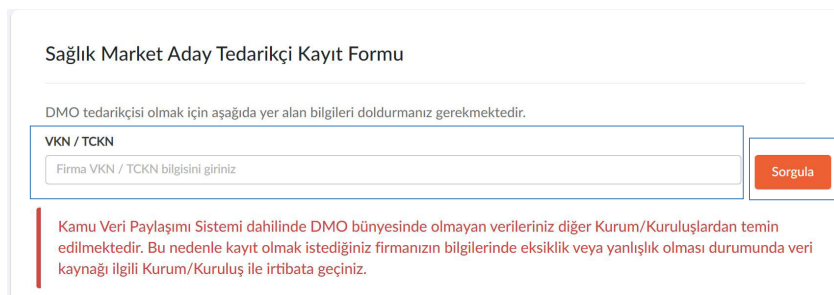 Sağlık Market Aday Tedarikçi Kayıt Formu
DMO tedarikçisi olmak için aşağıda yer alan bilgileri doldurmanız gerekmektedir.
VKN / TCKN
Firma VKN / TCKN bilgisini giriniz
Sorgula
Kamu Veri Paylaşımı Sistemi dahilinde DMO bünyesinde olmayan verileriniz diğer Kurum/Kuruluşlardan temin
edilmektedir. Bu nedenle kayıt olmak istediğiniz firmanızın bilgilerinde eksiklik veya yanlışlık olması durumunda veri
kaynağı ilgili Kurum/Kuruluş ile irtibata geçiniz.